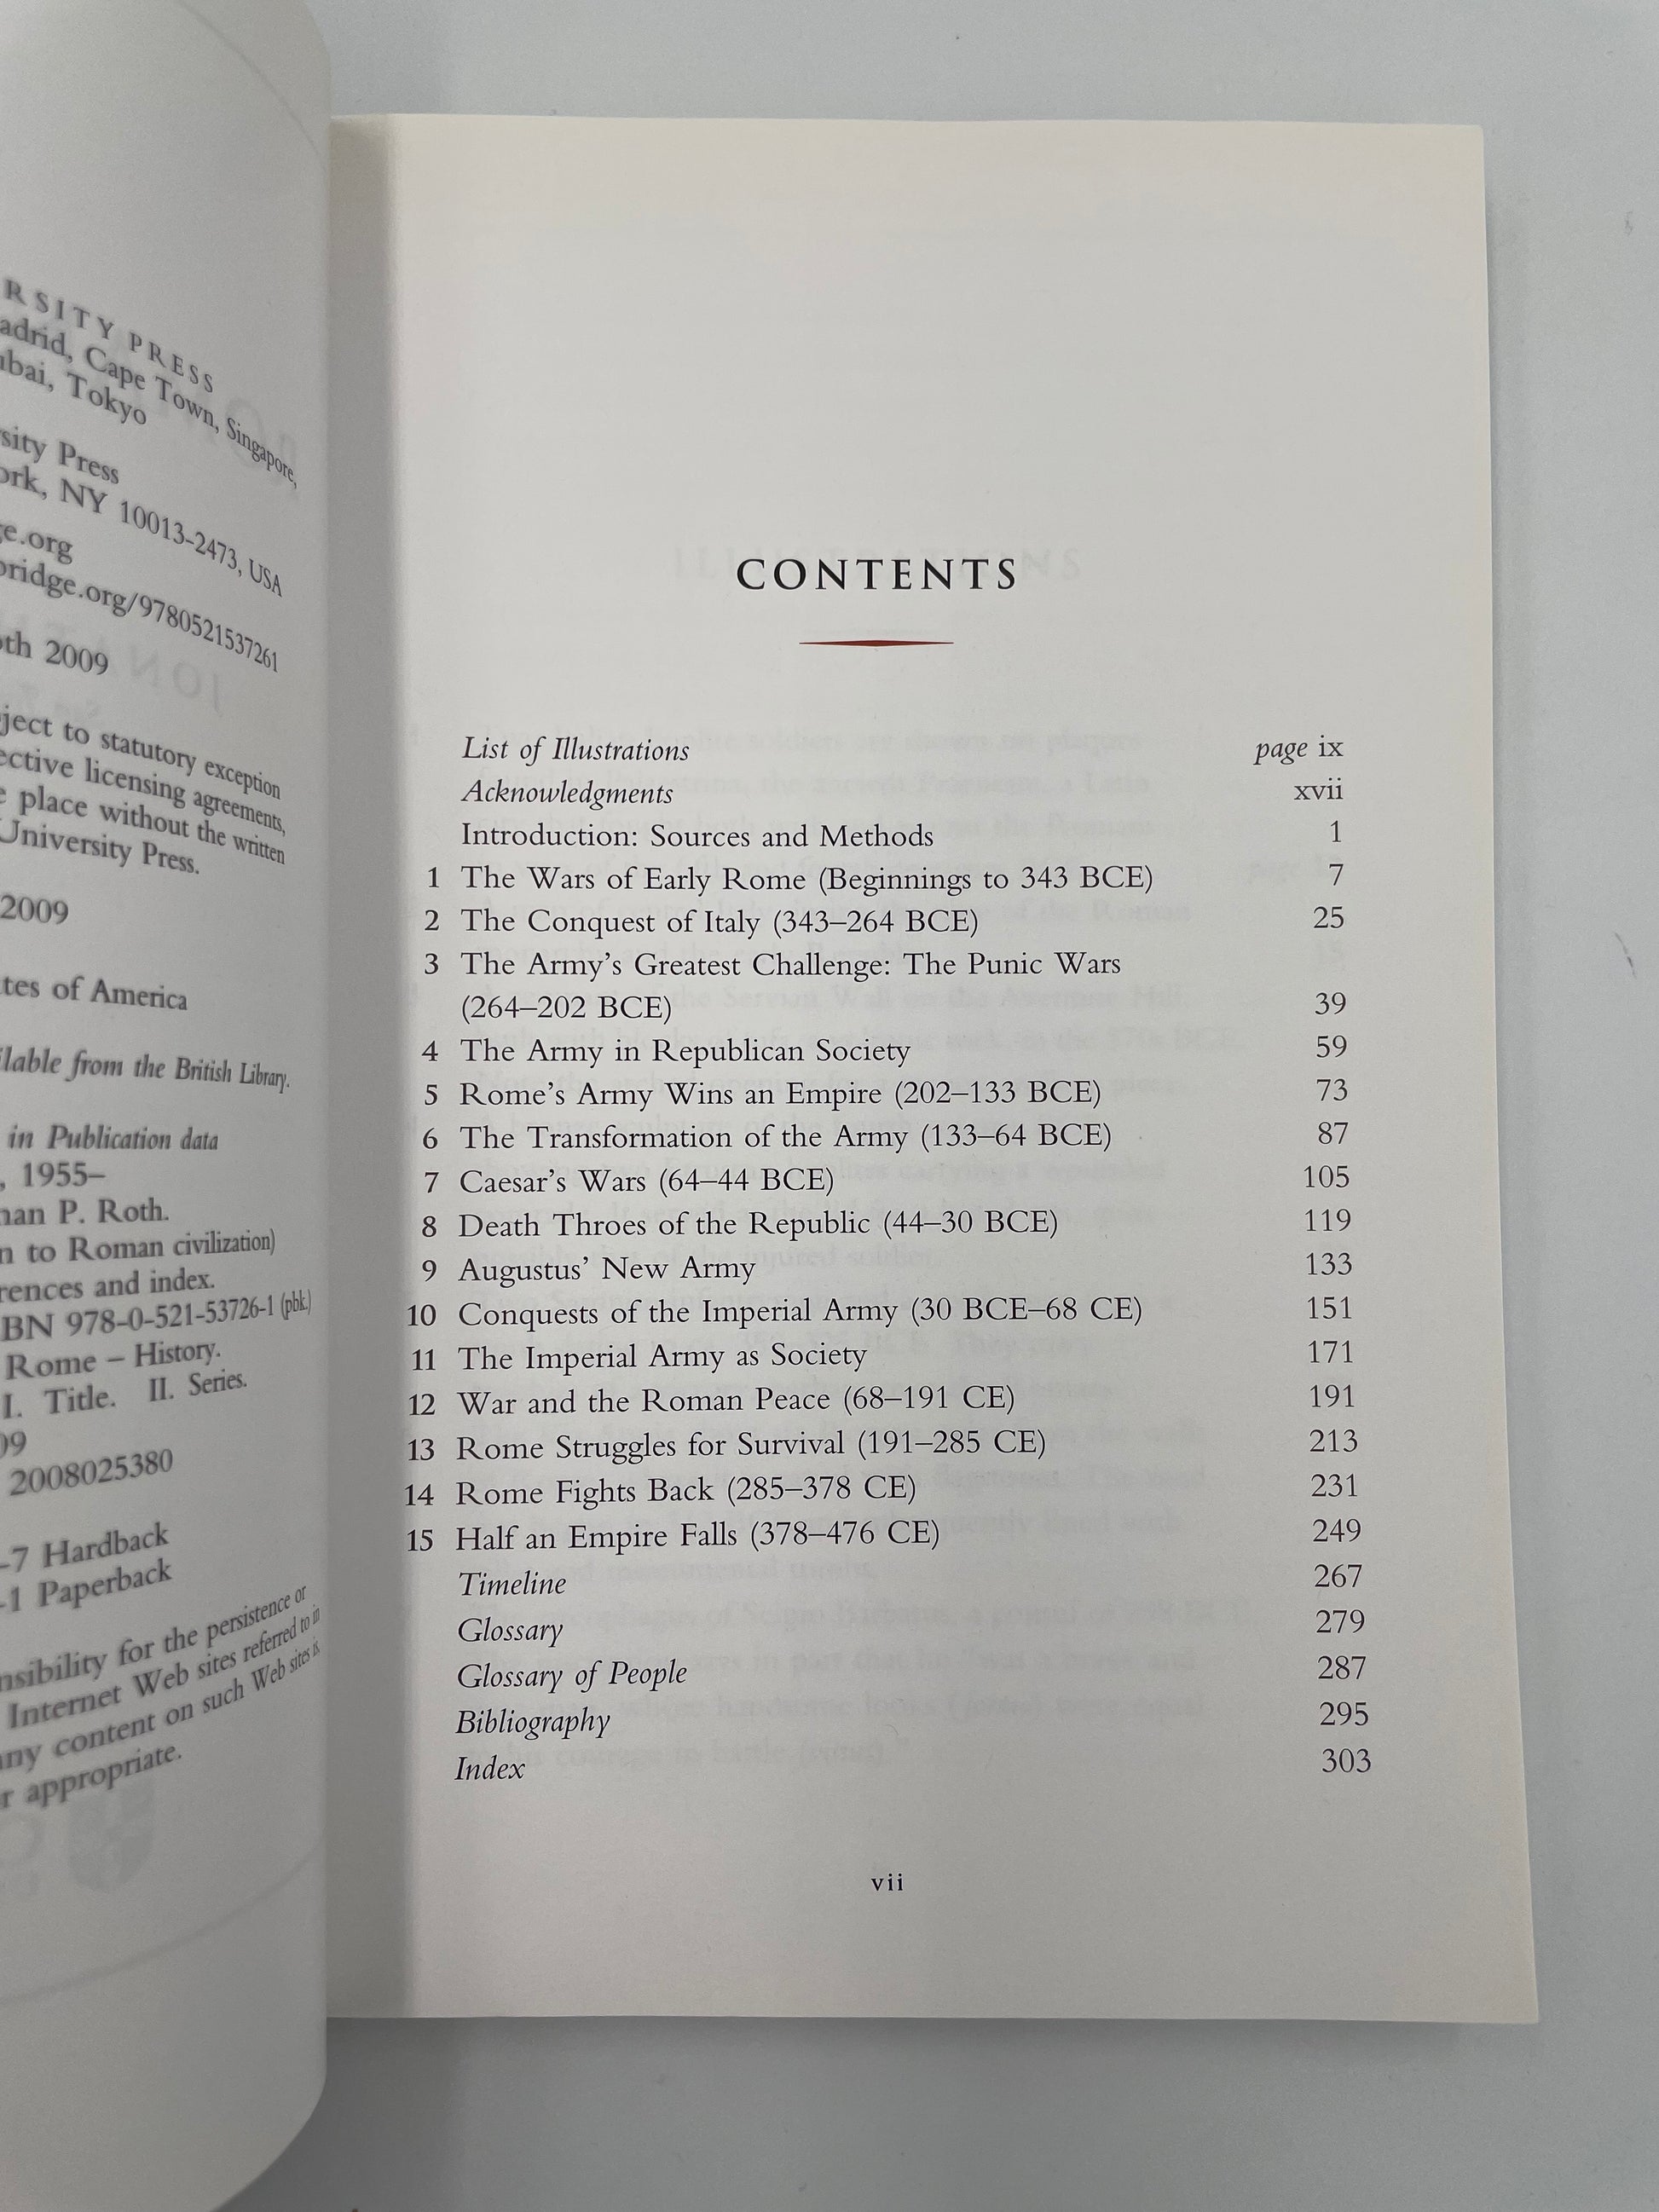 RSITY PRESS
adrid, Cape Town, Singapore,
Tokyo
sity Press
ork, NY 10013-2473, USA
ge.org
bridge.org/9780521537261
oth 2009
ject to statutory exception
ective licensing agreements,
e place without the written
University Press.
2009
tes of America
ilable from the British Library.
in Publication data
, 1955–
nan P. Roth.
n to Roman civilization)
rences and index.
BN 978-0-521-53726-1 (pbk.)
Rome – History.
I. Title. II. Series.
09
2008025380
-7 Hardback
-1 Paperback
nsibility for the persistence or
Internet Web sites referred to in
any content on such Web sites is,
r appropriate.
CONTENTS
List of Illustrations page ix
Acknowledgments xvii
Introduction: Sources and Methods 1
1 The Wars of Early Rome (Beginnings to 343 BCE) 7
2 The Conquest of Italy (343–264 BCE) 25
3 The Army's Greatest Challenge: The Punic Wars
(264–202 BCE) 39
4 The Army in Republican Society 59
5 Rome's Army Wins an Empire (202–133 BCE) 73
6 The Transformation of the Army (133–64 BCE) 87
7 Caesar's Wars (64–44 BCE) 105
8 Death Throes of the Republic (44–30 BCE) 119
9 Augustus' New Army 133
10 Conquests of the Imperial Army (30 BCE–68 CE) 151
11 The Imperial Army as Society 171
12 War and the Roman Peace (68–191 CE) 191
13 Rome Struggles for Survival (191–285 CE) 213
14 Rome Fights Back (285–378 CE) 231
15 Half an Empire Falls (378–476 CE) 249
Timeline 267
Glossary 279
Glossary of People 287
Bibliography 295
Index 303
vii